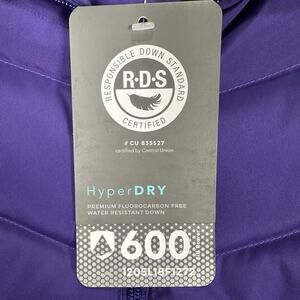 RESPONSIBLE DOWN STANDARD
R·D·S
CERTIFIED
# CU 835527
certified by Control Union
HyperDRY
PREMIUM FLUOROCARBON FREE
WATER RESISTANT DOWN
600
1205L18F1272